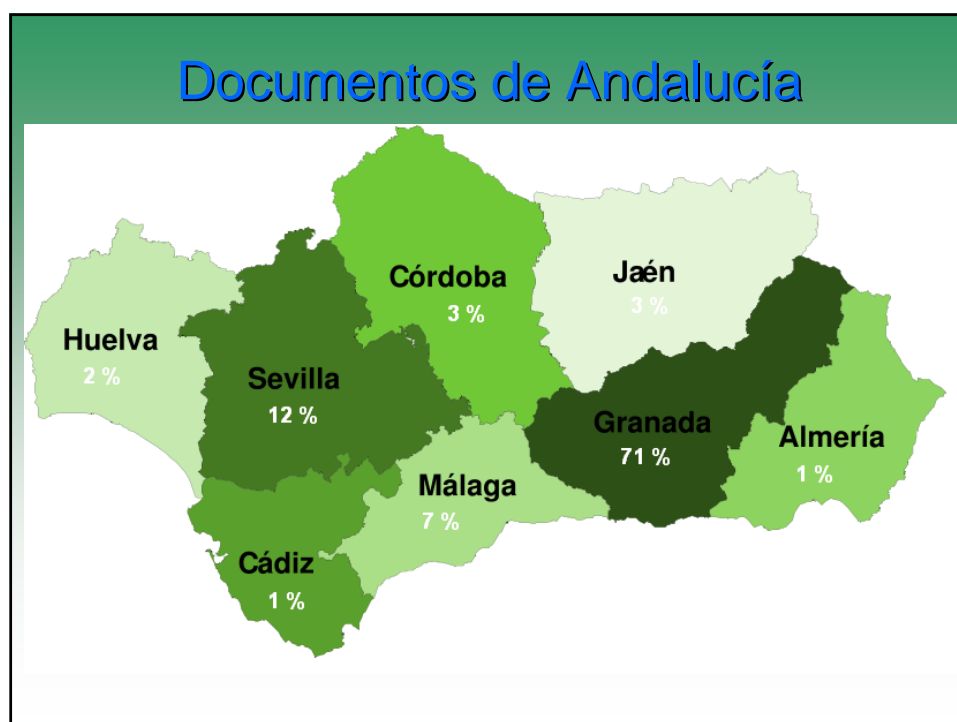 Documentos de Andalucía
Córdoba
3 %
Jaén
3 %
Huelva
2 %
Sevilla
12 %
Granada
71 %
Almería
1 %
Málaga
7 %
Cádiz
1 %